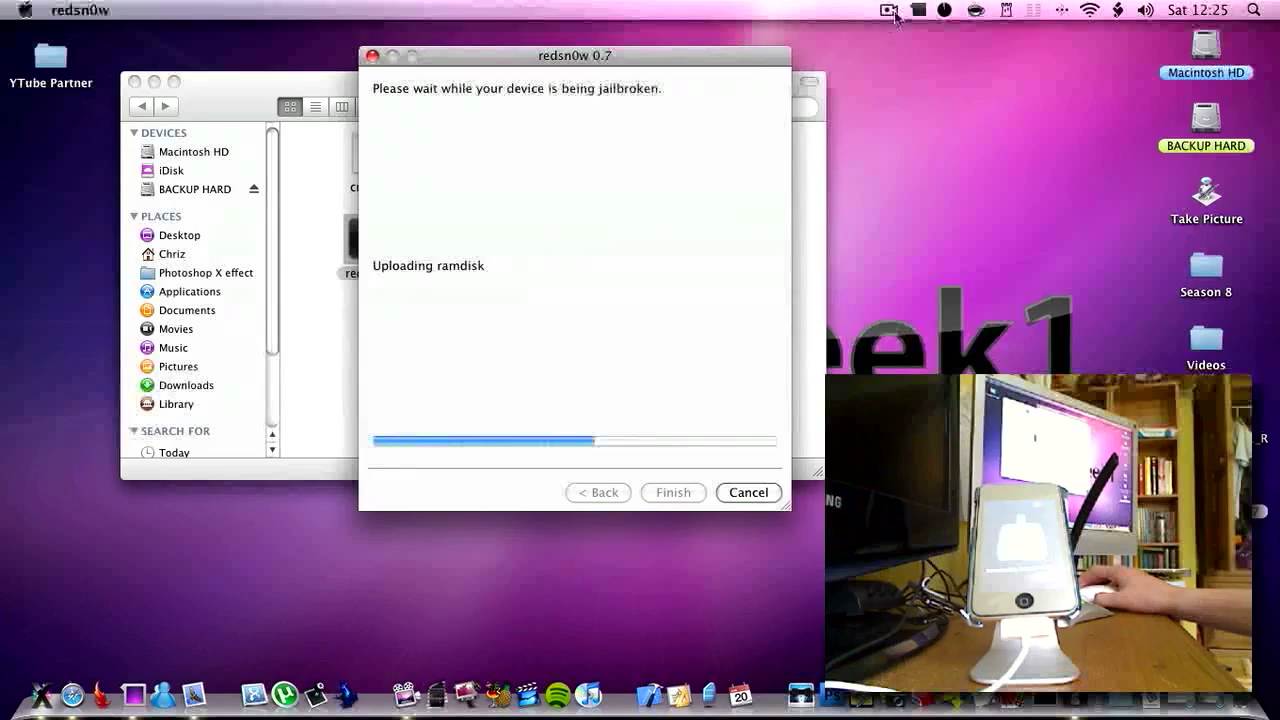 redsn0w
Sat 12:25
YTube Partner
redsn0w 0.7
Please wait while your device is being jailbroken.
Uploading ramdisk
< Back
Finish
Cancel
DEVICES
Macintosh HD
iDisk
BACKUP HARD
PLACES
Desktop
Chriz
Photoshop X effect
Applications
Documents
Movies
Music
Pictures
Downloads
Library
SEARCH FOR
Today
Macintosh HD
BACKUP HARD
Take Picture
Season 8
Videos
eek1
20